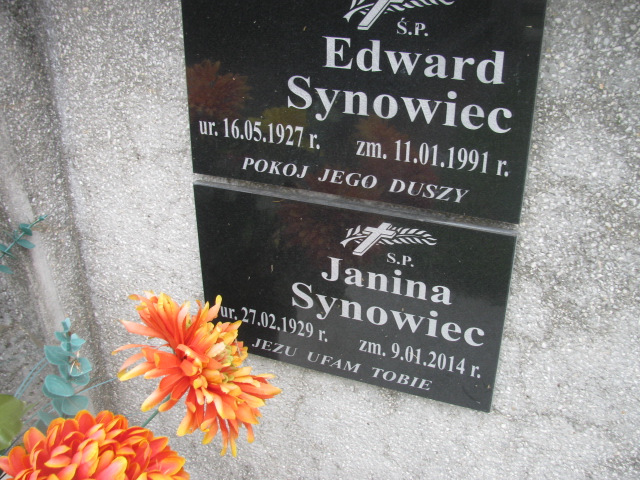 Ś.P.
Edward
Synowiec
ur. 16.05.1927 r. zm. 11.01.1991 r.
POKOJ JEGO DUSZY
Ś.P.
Janina
Synowiec
ur. 27.02.1929 r. zm. 9.01.2014 r.
JEZU UFAM TOBIE